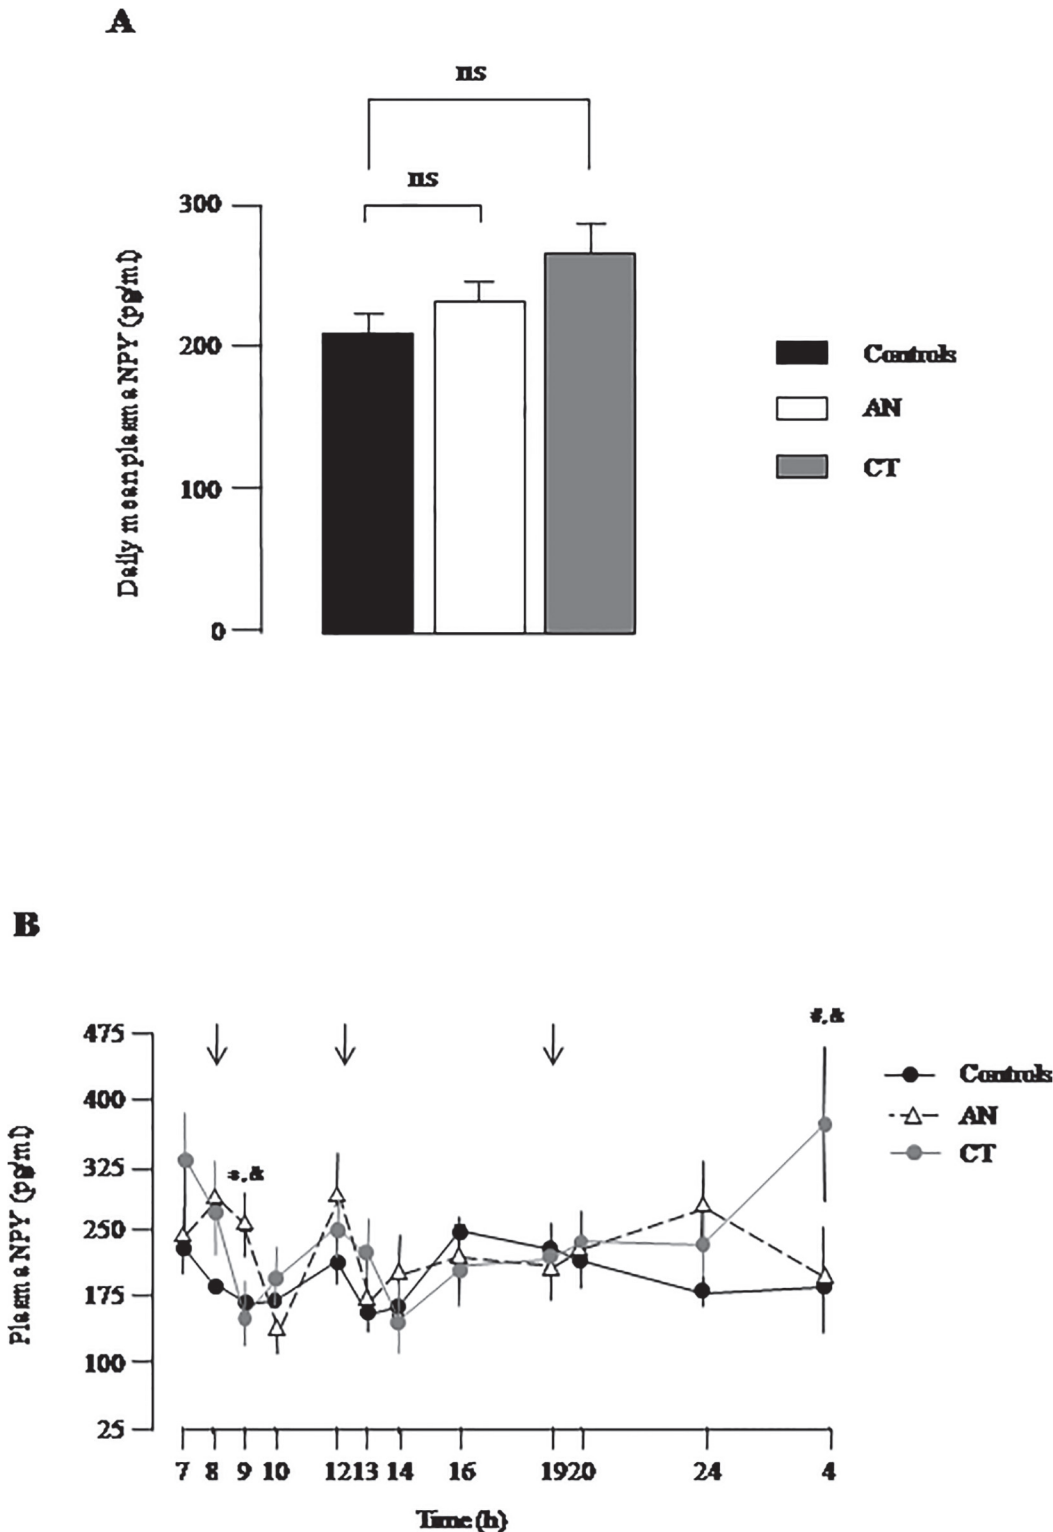 A
ns
ns
300
200
100
0
Daily mean plasma NPY (pg/ml)
Controls
AN
CT
B
#,&
475
400
325
250
175
100
25
*,&
Plasma NPY (pg/ml)
Controls
AN
CT
7 8 9 10 12 13 14 16 19 20 24 4
Time (h)